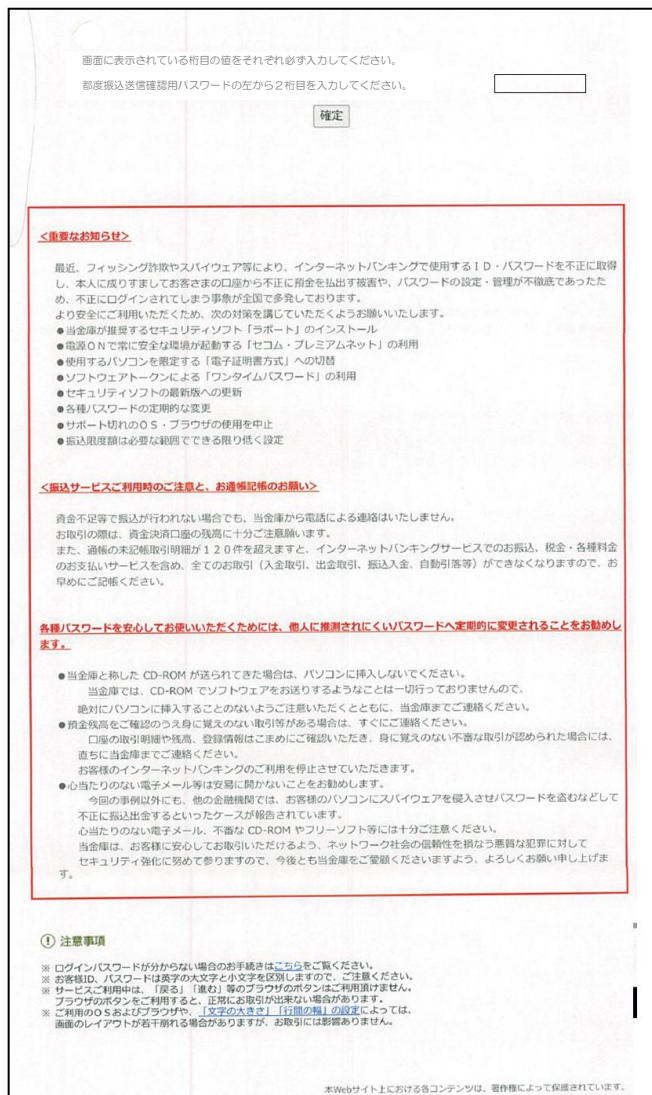 画面に表示されている桁目の値をそれぞれ必ず入力してください。
都度振込送信確認用パスワードの左から2桁目を入力してください。
確定
<重要なお知らせ>
最近、フィッシング詐欺やスパイウェア等により、インターネットバンキングで使用するID・パスワードを不正に取得
し、本人に成りすましてお客さまの口座から不正に預金を払出す被害や、パスワードの設定・管理が不徹底であったた
め、不正にログインされてしまう事象が全国で多発しております。
より安全にご利用いただくため、次の対策を講じていただくようお願いいたします。
●当金庫が推奨するセキュリティソフト「ラポート」のインストール
●電源ONで常に安全な環境が起動する「セコム・プレミアムネット」の利用
●使用するパソコンを限定する「電子証明書方式」への切替
●ソフトウェアトークンによる「ワンタイムパスワード」の利用
●セキュリティソフトの最新版への更新
●各種パスワードの定期的な変更
●サポート切れのOS・ブラウザの使用を中止
●振込限度額は必要な範囲でできる限り低く設定
<振込サービスご利用時のご注意と、お通帳記帳のお願い>
資金不足等で振込が行われない場合でも、当金庫から電話による連絡はいたしません。
お取引の際は、資金決済口座の残高に十分ご注意願います。
また、通帳の未記帳取引明細が120件を超えますと、インターネットバンキングサービスでのお振込、税金・各種料金
のお支払いサービスを含め、全てのお取引（入金取引、出金取引、振込入金、自動引落等）ができなくなりますので、お
早めにご記帳ください。
各種パスワードを安心してお使いいただくためには、他人に推測されにくいパスワードへ定期的に変更されることをお勧めし
ます。
●当金庫と称した CD-ROM が送られてきた場合は、パソコンに挿入しないでください。
当金庫では、CD-ROM でソフトウェアをお送りするようなことは一切行っておりませんので、
絶対にパソコンに挿入することのないようご注意いただくとともに、当金庫までご連絡ください。
●預金残高をご確認のうえ身に覚えのない取引等がある場合は、すぐにご連絡ください。
口座の取引明細や残高、登録情報はこまめにご確認いただき、身に覚えのない不審な取引が認められた場合には、
直ちに当金庫までご連絡ください。
お客様のインターネットバンキングのご利用を停止させていただきます。
●心当たりのない電子メール等は安易に開かないことをお勧めします。
今回の事例以外にも、他の金融機関では、お客様のパソコンにスパイウェアを侵入させパスワードを盗むなどして
不正に振込出金するといったケースが報告されています。
心当たりのない電子メール、不審な CD-ROM やフリーソフト等には十分ご注意ください。
当金庫は、お客様に安心してお取引いただけるよう、ネットワーク社会の信頼性を損なう悪質な犯罪に対して
セキュリティ強化に努めて参りますので、今後とも当金庫をご愛顧くださいますよう、よろしくお願い申し上げま
す。
注意事項
※ ログインパスワードが分からない場合のお手続きはこちらをご覧ください。
※ お客様ID、パスワードは英字の大文字と小文字を区別しますので、ご注意ください。
※ サービスご利用中は、「戻る」「進む」等のブラウザのボタンはご利用頂けません。
ブラウザのボタンをご利用すると、正常にお取引が出来ない場合があります。
※ ご利用のOSおよびブラウザや、「文字の大きさ」「行間の幅」の設定によっては、
画面のレイアウトが若干崩れる場合がありますが、お取引には影響ありません。
本Webサイト上における各コンテンツは、著作権によって保護されています。